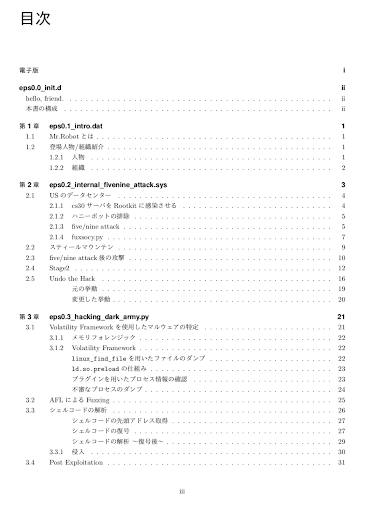 目次
電子版 i
eps0.0_init.d ii
hello, friend. ii
本書の構成 ii
第1章 eps0.1_intro.dat 1
1.1 Mr.Robot とは 1
1.2 登場人物/組織紹介 1
1.2.1 人物 1
1.2.2 組織 2
第2章 eps0.2_internal_fivenine_attack.sys 3
2.1 US のデータセンター 4
2.1.1 cs30 サーバを Rootkit に感染させる 4
2.1.2 ハニーポットの排除 5
2.1.3 five/nine attack 5
2.1.4 fuxsocy.py 7
2.2 スティールマウンテン 9
2.3 five/nine attack 後の攻撃 10
2.4 Stage2 12
2.5 Undo the Hack 16
元の挙動 19
変更した挙動 20
第3章 eps0.3_hacking_dark_army.py 21
3.1 Volatility Framework を使用したマルウェアの特定 21
3.1.1 メモリフォレンジック 22
3.1.2 Volatility Framework 22
linux_find_file を用いたファイルのダンプ 22
ld.so.preload の仕組み 23
プラグインを用いたプロセス情報の確認 23
不審なプロセスのダンプ 24
3.2 AFL による Fuzzing 25
3.3 シェルコードの解析 26
シェルコードの先頭アドレス取得 27
シェルコードの復号 27
シェルコードの解析 〜復号後〜 29
3.3.1 侵入 30
3.4 Post Exploitation 31
iii